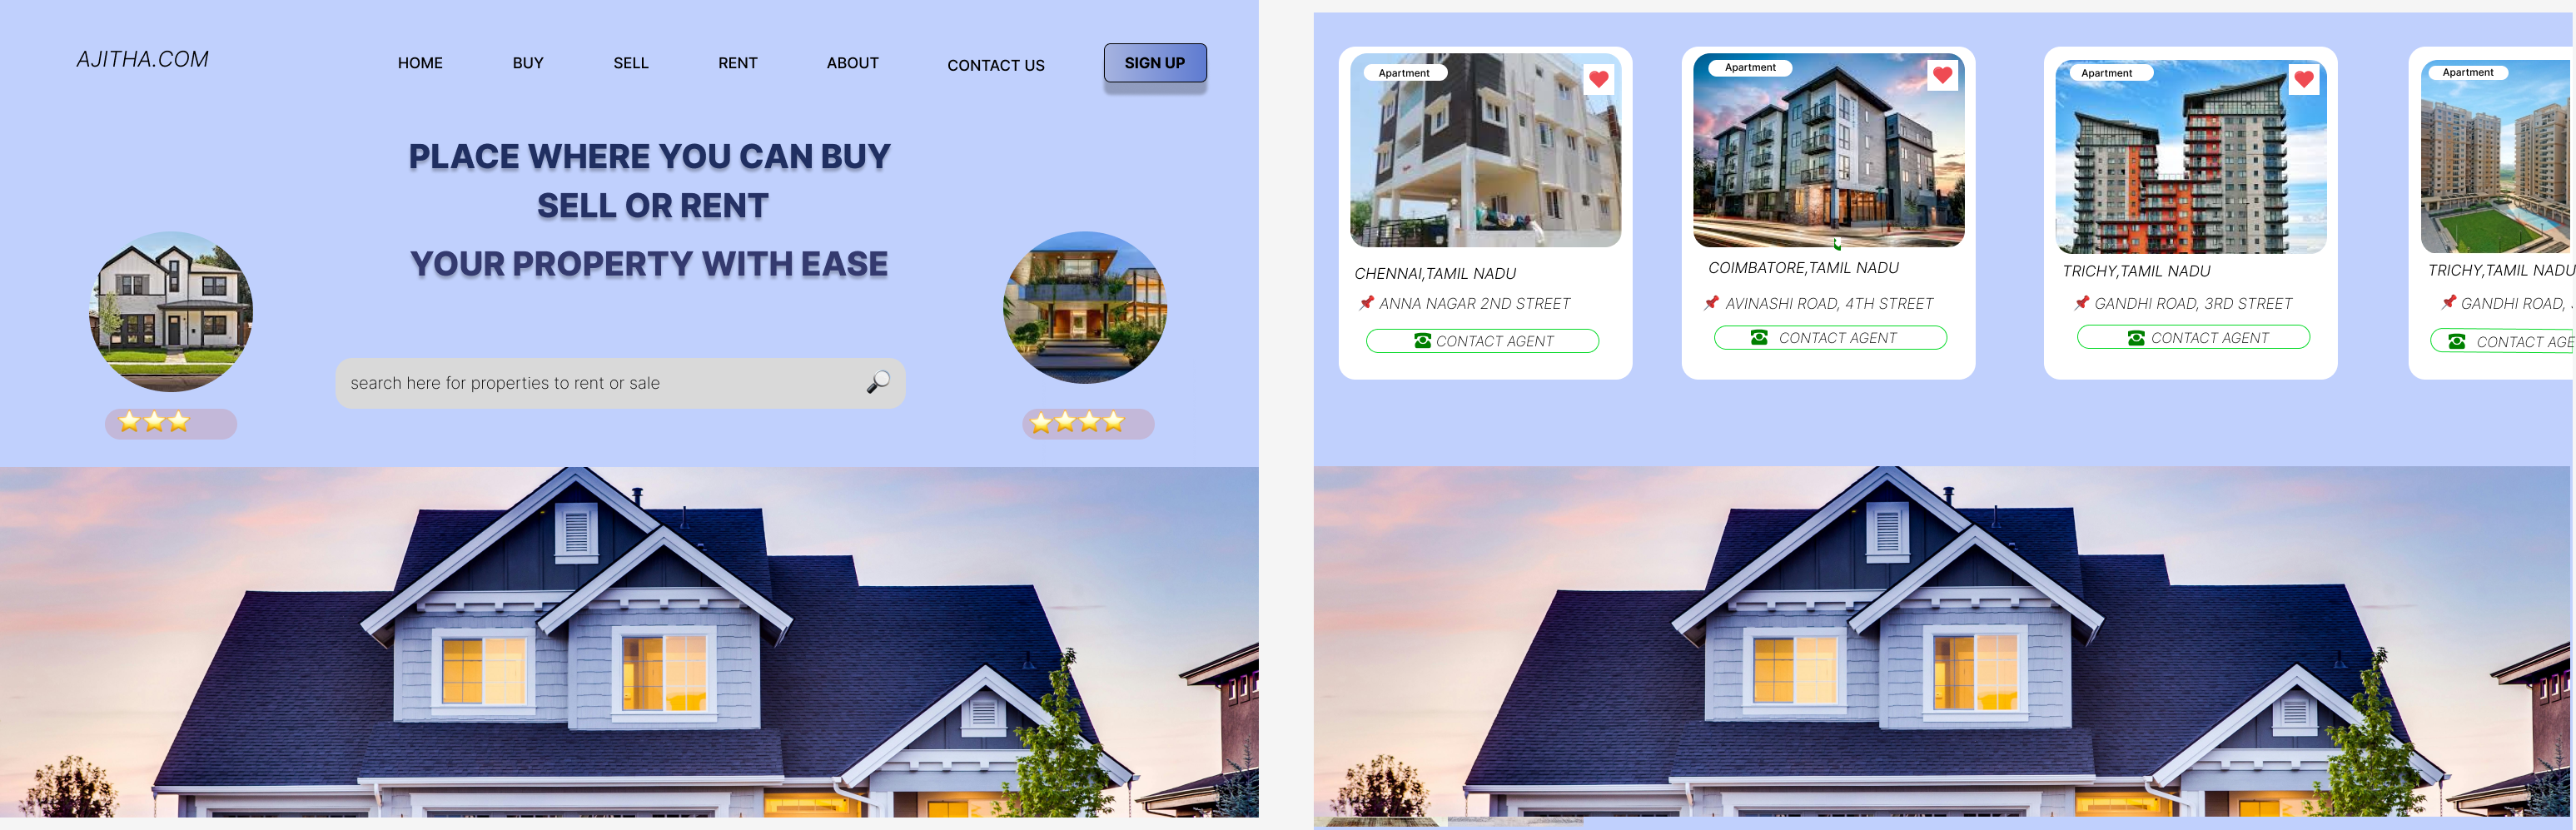 AJITHA.COM
HOME BUY SELL RENT ABOUT CONTACT US SIGN UP
PLACE WHERE YOU CAN BUY
SELL OR RENT
YOUR PROPERTY WITH EASE
search here for properties to rent or sale
Apartment
CHENNAI,TAMIL NADU
ANNA NAGAR 2ND STREET
CONTACT AGENT
Apartment
COIMBATORE,TAMIL NADU
AVINASHI ROAD, 4TH STREET
CONTACT AGENT
Apartment
TRICHY,TAMIL NADU
GANDHI ROAD, 3RD STREET
CONTACT AGENT
Apartment
TRICHY,TAMIL NADU
GANDHI ROAD,
CONTACT AGE